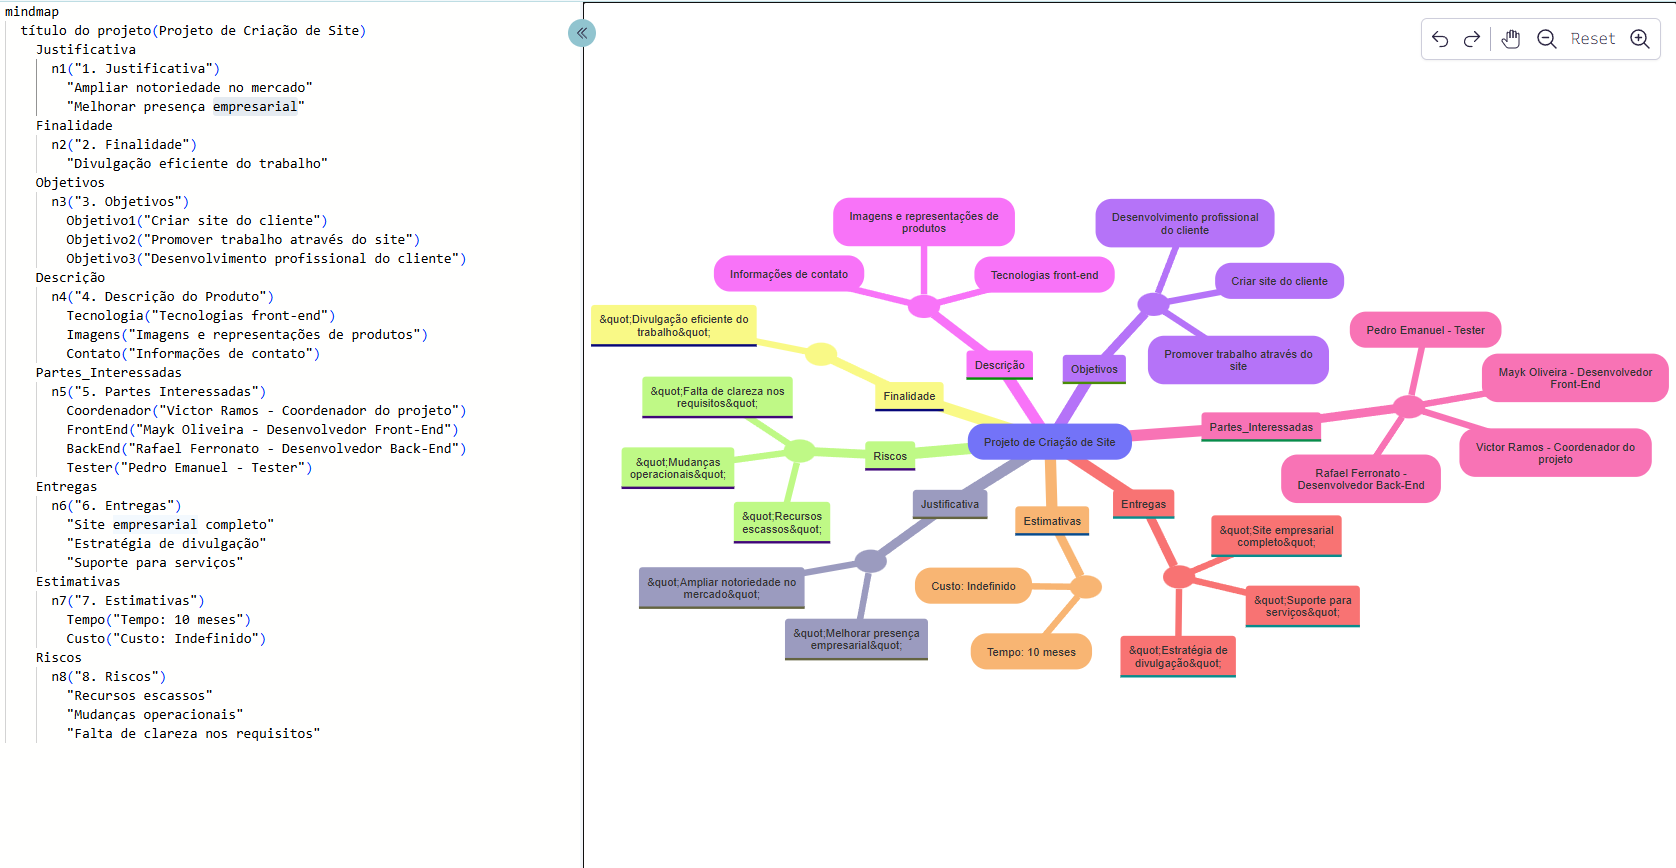 mindmap
título do projeto(Projeto de Criação de Site)
Justificativa
n1("1. Justificativa")
"Ampliar notoriedade no mercado"
"Melhorar presença empresarial"
Finalidade
n2("2. Finalidade")
"Divulgação eficiente do trabalho"
Objetivos
n3("3. Objetivos")
Objetivo1("Criar site do cliente")
Objetivo2("Promover trabalho através do site")
Objetivo3("Desenvolvimento profissional do cliente")
Descrição
n4("4. Descrição do Produto")
Tecnologia("Tecnologias front-end")
Imagens("Imagens e representações de produtos")
Contato("Informações de contato")
Partes_Interessadas
n5("5. Partes Interessadas")
Coordenador("Victor Ramos - Coordenador do projeto")
FrontEnd("Mayk Oliveira - Desenvolvedor Front-End")
BackEnd("Rafael Ferronato - Desenvolvedor Back-End")
Tester("Pedro Emanuel - Tester")
Entregas
n6("6. Entregas")
"Site empresarial completo"
"Estratégia de divulgação"
"Suporte para serviços"
Estimativas
n7("7. Estimativas")
Tempo("Tempo: 10 meses")
Custo("Custo: Indefinido")
Riscos
n8("8. Riscos")
"Recursos escassos"
"Mudanças operacionais"
"Falta de clareza nos requisitos"
Reset
Imagens e representações de
produtos
Desenvolvimento profissional
do cliente
Informações de contato
Tecnologias front-end
Criar site do cliente
&quot;Divulgação eficiente do
trabalho&quot;
Pedro Emanuel - Tester
Promover trabalho através do
site
Descrição
Objetivos
Mayk Oliveira - Desenvolvedor
Front-End
&quot;Falta de clareza nos
requisitos&quot;
Finalidade
Partes_Interessadas
Projeto de Criação de Site
Victor Ramos - Coordenador do
projeto
Riscos
&quot;Mudanças
operacionais&quot;
Rafael Ferronato -
Desenvolvedor Back-End
Justificativa
Entregas
&quot;Recursos
escassos&quot;
Estimativas
&quot;Site empresarial
completo&quot;
&quot;Ampliar notoriedade no
mercado&quot;
Custo: Indefinido
&quot;Suporte para
serviços&quot;
&quot;Melhorar presença
empresarial&quot;
Tempo: 10 meses
&quot;Estratégia de
divulgação&quot;